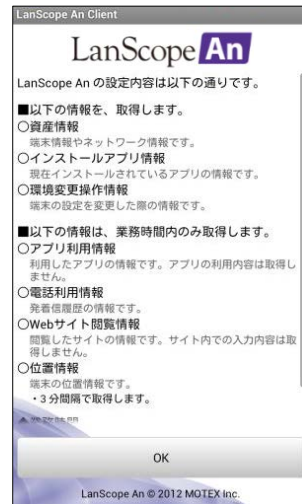 LanScope An Client
LanScope An
LanScope An の設定内容は以下の通りです。
■以下の情報を、取得します。
○資産情報
端末情報やネットワーク情報です。
○インストールアプリ情報
現在インストールされているアプリの情報です。
○環境変更操作情報
端末の設定を変更した際の情報です。
■以下の情報は、業務時間内のみ取得します。
○アプリ利用情報
利用したアプリの情報です。アプリの利用内容は取得し
ません。
○電話利用情報
発着信履歴の情報です。
○Webサイト閲覧情報
閲覧したサイトの情報です。サイト内での入力内容は取
得しません。
○位置情報
端末の位置情報です。
・3分間隔で取得します。
OK
LanScope An © 2012 MOTEX Inc.